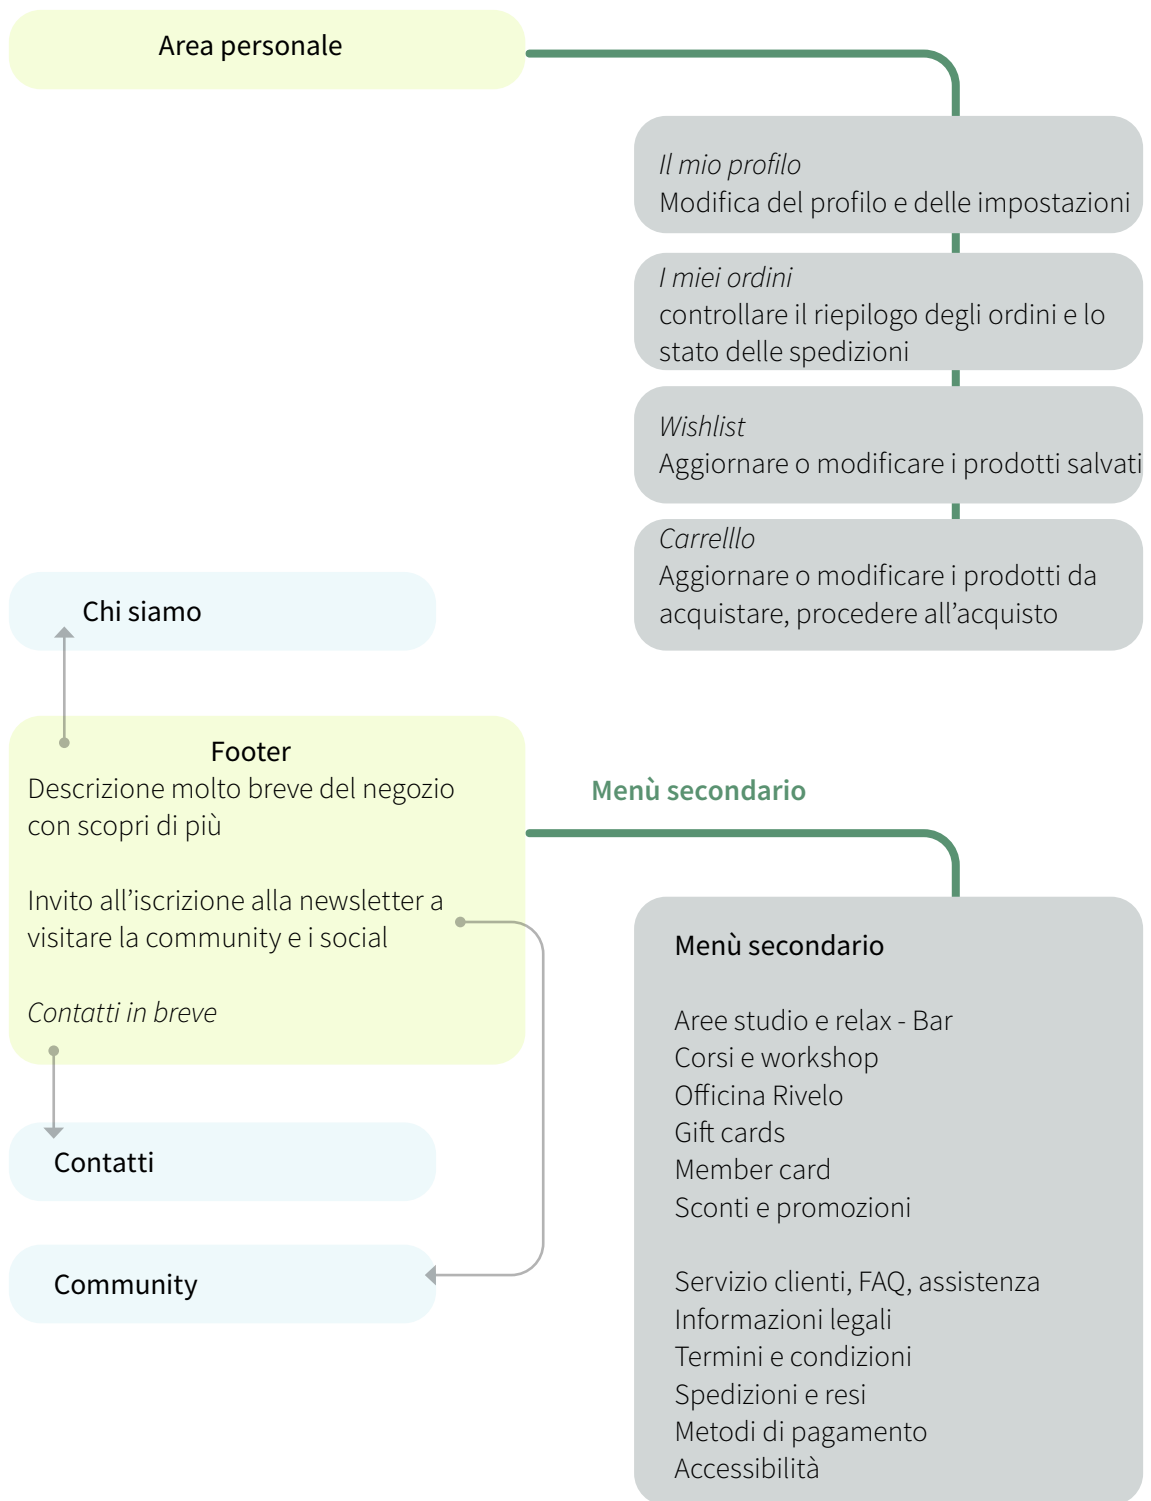 Area personale
Il mio profilo
Modifica del profilo e delle impostazioni
I miei ordini
controllare il riepilogo degli ordini e lo
stato delle spedizioni
Wishlist
Aggiornare o modificare i prodotti salvati
Carrelllo
Aggiornare o modificare i prodotti da
acquistare, procedere all’acquisto
Chi siamo
Footer
Descrizione molto breve del negozio
con scopri di più
Invito all’iscrizione alla newsletter a
visitare la community e i social
Contatti in breve
Contatti
Community
Menù secondario
Menù secondario
Aree studio e relax - Bar
Corsi e workshop
Officina Rivelo
Gift cards
Member card
Sconti e promozioni
Servizio clienti, FAQ, assistenza
Informazioni legali
Termini e condizioni
Spedizioni e resi
Metodi di pagamento
Accessibilità